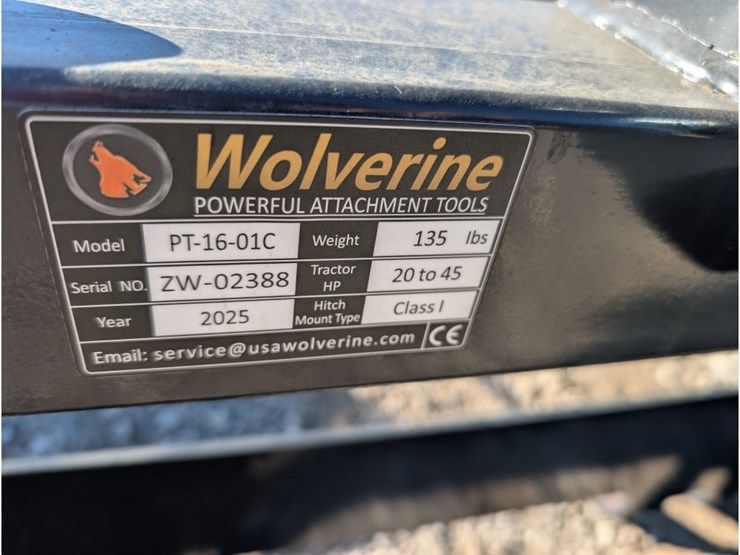 Wolverine
POWERFUL ATTACHMENT TOOLS
Model PT-16-01C Weight 135 lbs
Serial NO. ZW-02388 Tractor HP 20 to 45
Year 2025 Hitch Mount Type Class I
Email: service@usawolverine.com CE